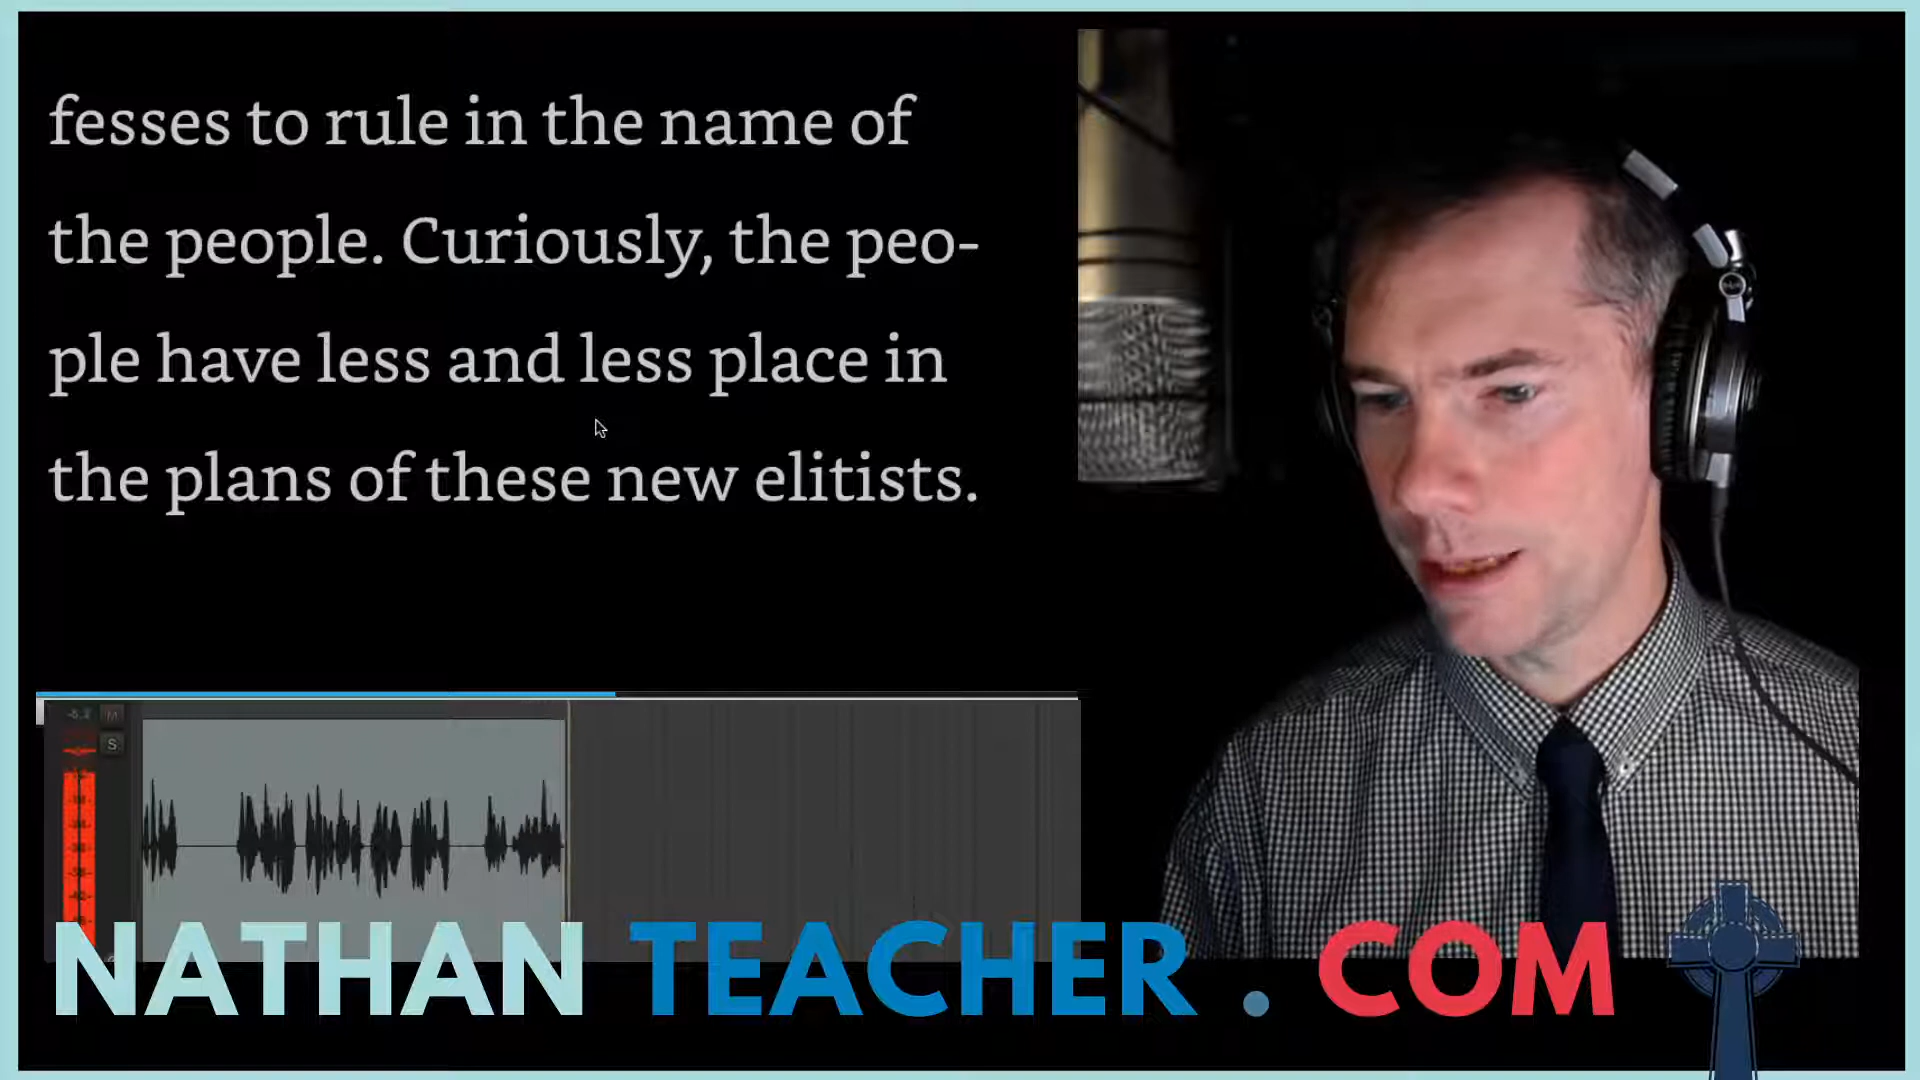 fesses to rule in the name of
the people. Curiously, the peo-
ple have less and less place in
the plans of these new elitists.
M
S
NATHAN TEACHER . COM